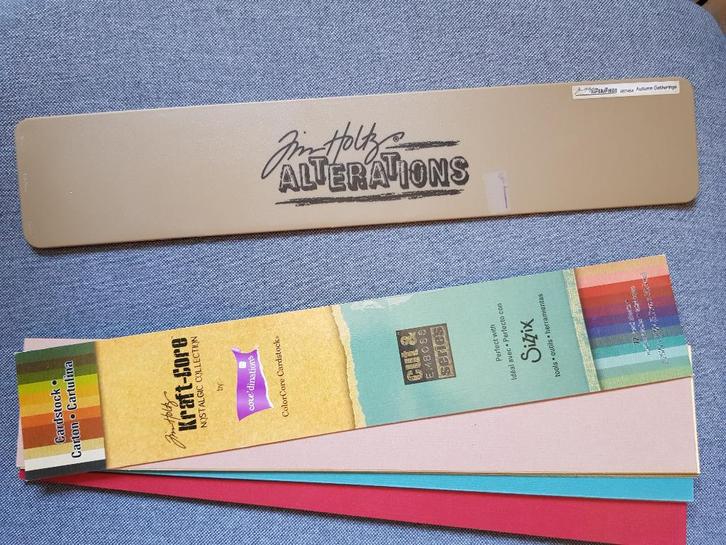 Autumn Gatherings
Tim Holtz®
ALTERATIONS
Cardstock •
Carton • Cartulina
Tim Holtz
Kraft-Core
NOSTALGIC COLLECTION
by
core'dinations
ColorCore Cardstock®
cut &
EMBOSS
series
Perfect with
Idéal avec • Perfecto con
Sizzix
tools • outils • herramientas